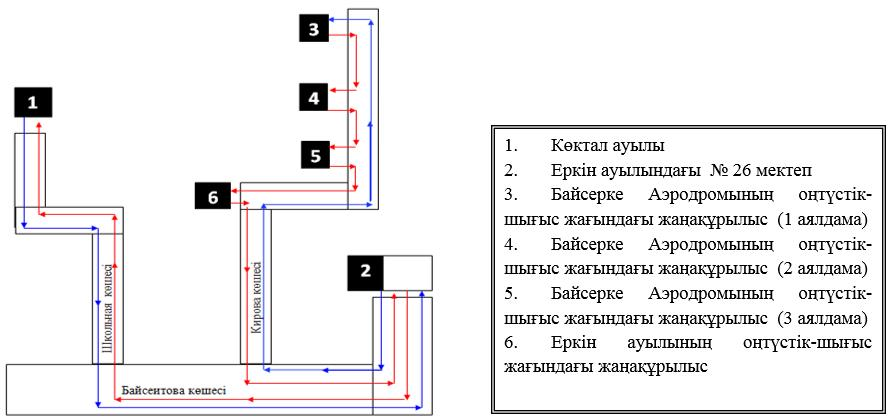 3
1
4
5
6
2
Школьная көшесі
Кирова көшесі
Байсеитова көшесі
1. Көктал ауылы
2. Еркін ауылындағы № 26 мектеп
3. Байсерке Аэродромының оңтүстік-
шығыс жағындағы жаңақұрылыс (1 аялдама)
4. Байсерке Аэродромының оңтүстік-
шығыс жағындағы жаңақұрылыс (2 аялдама)
5. Байсерке Аэродромының оңтүстік-
шығыс жағындағы жаңақұрылыс (3 аялдама)
6. Еркін ауылының оңтүстік-шығыс
жағындағы жаңақұрылыс